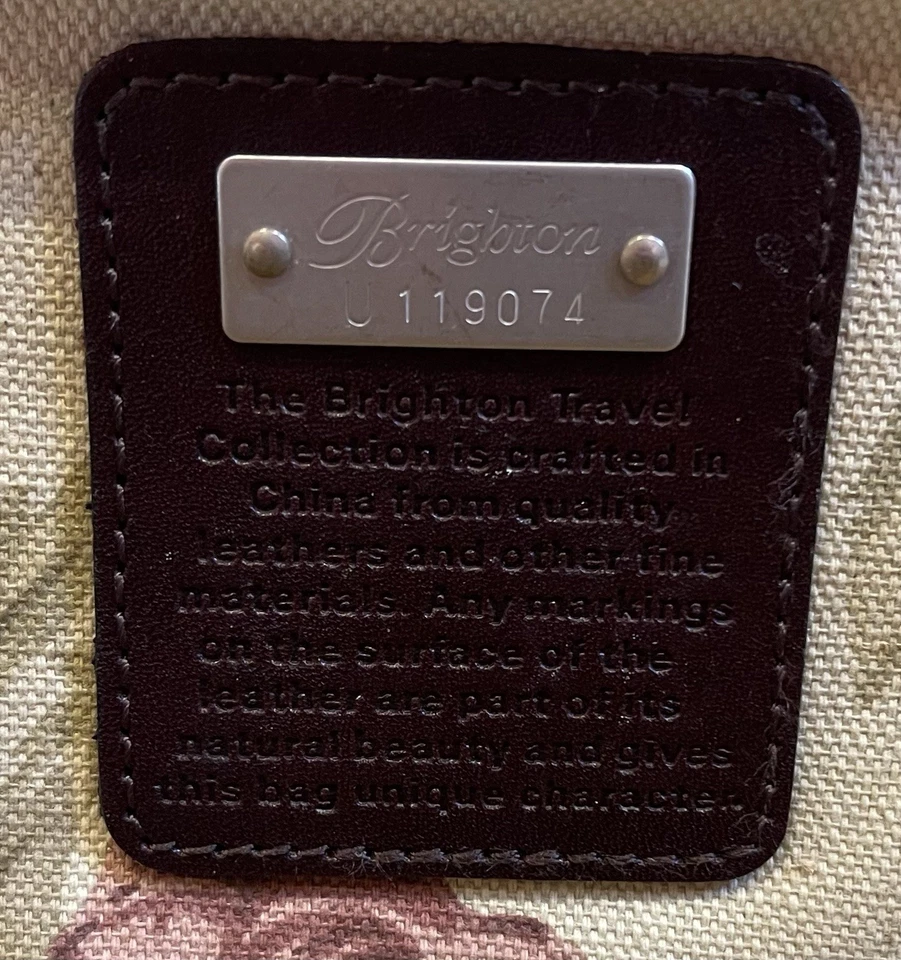 Brighton
U 119074
The Brighton Travel
Collection is crafted in
China from quality
leathers and other fine
materials. Any markings
on the surface of the
leather are part of its
natural beauty and gives
this bag unique character.